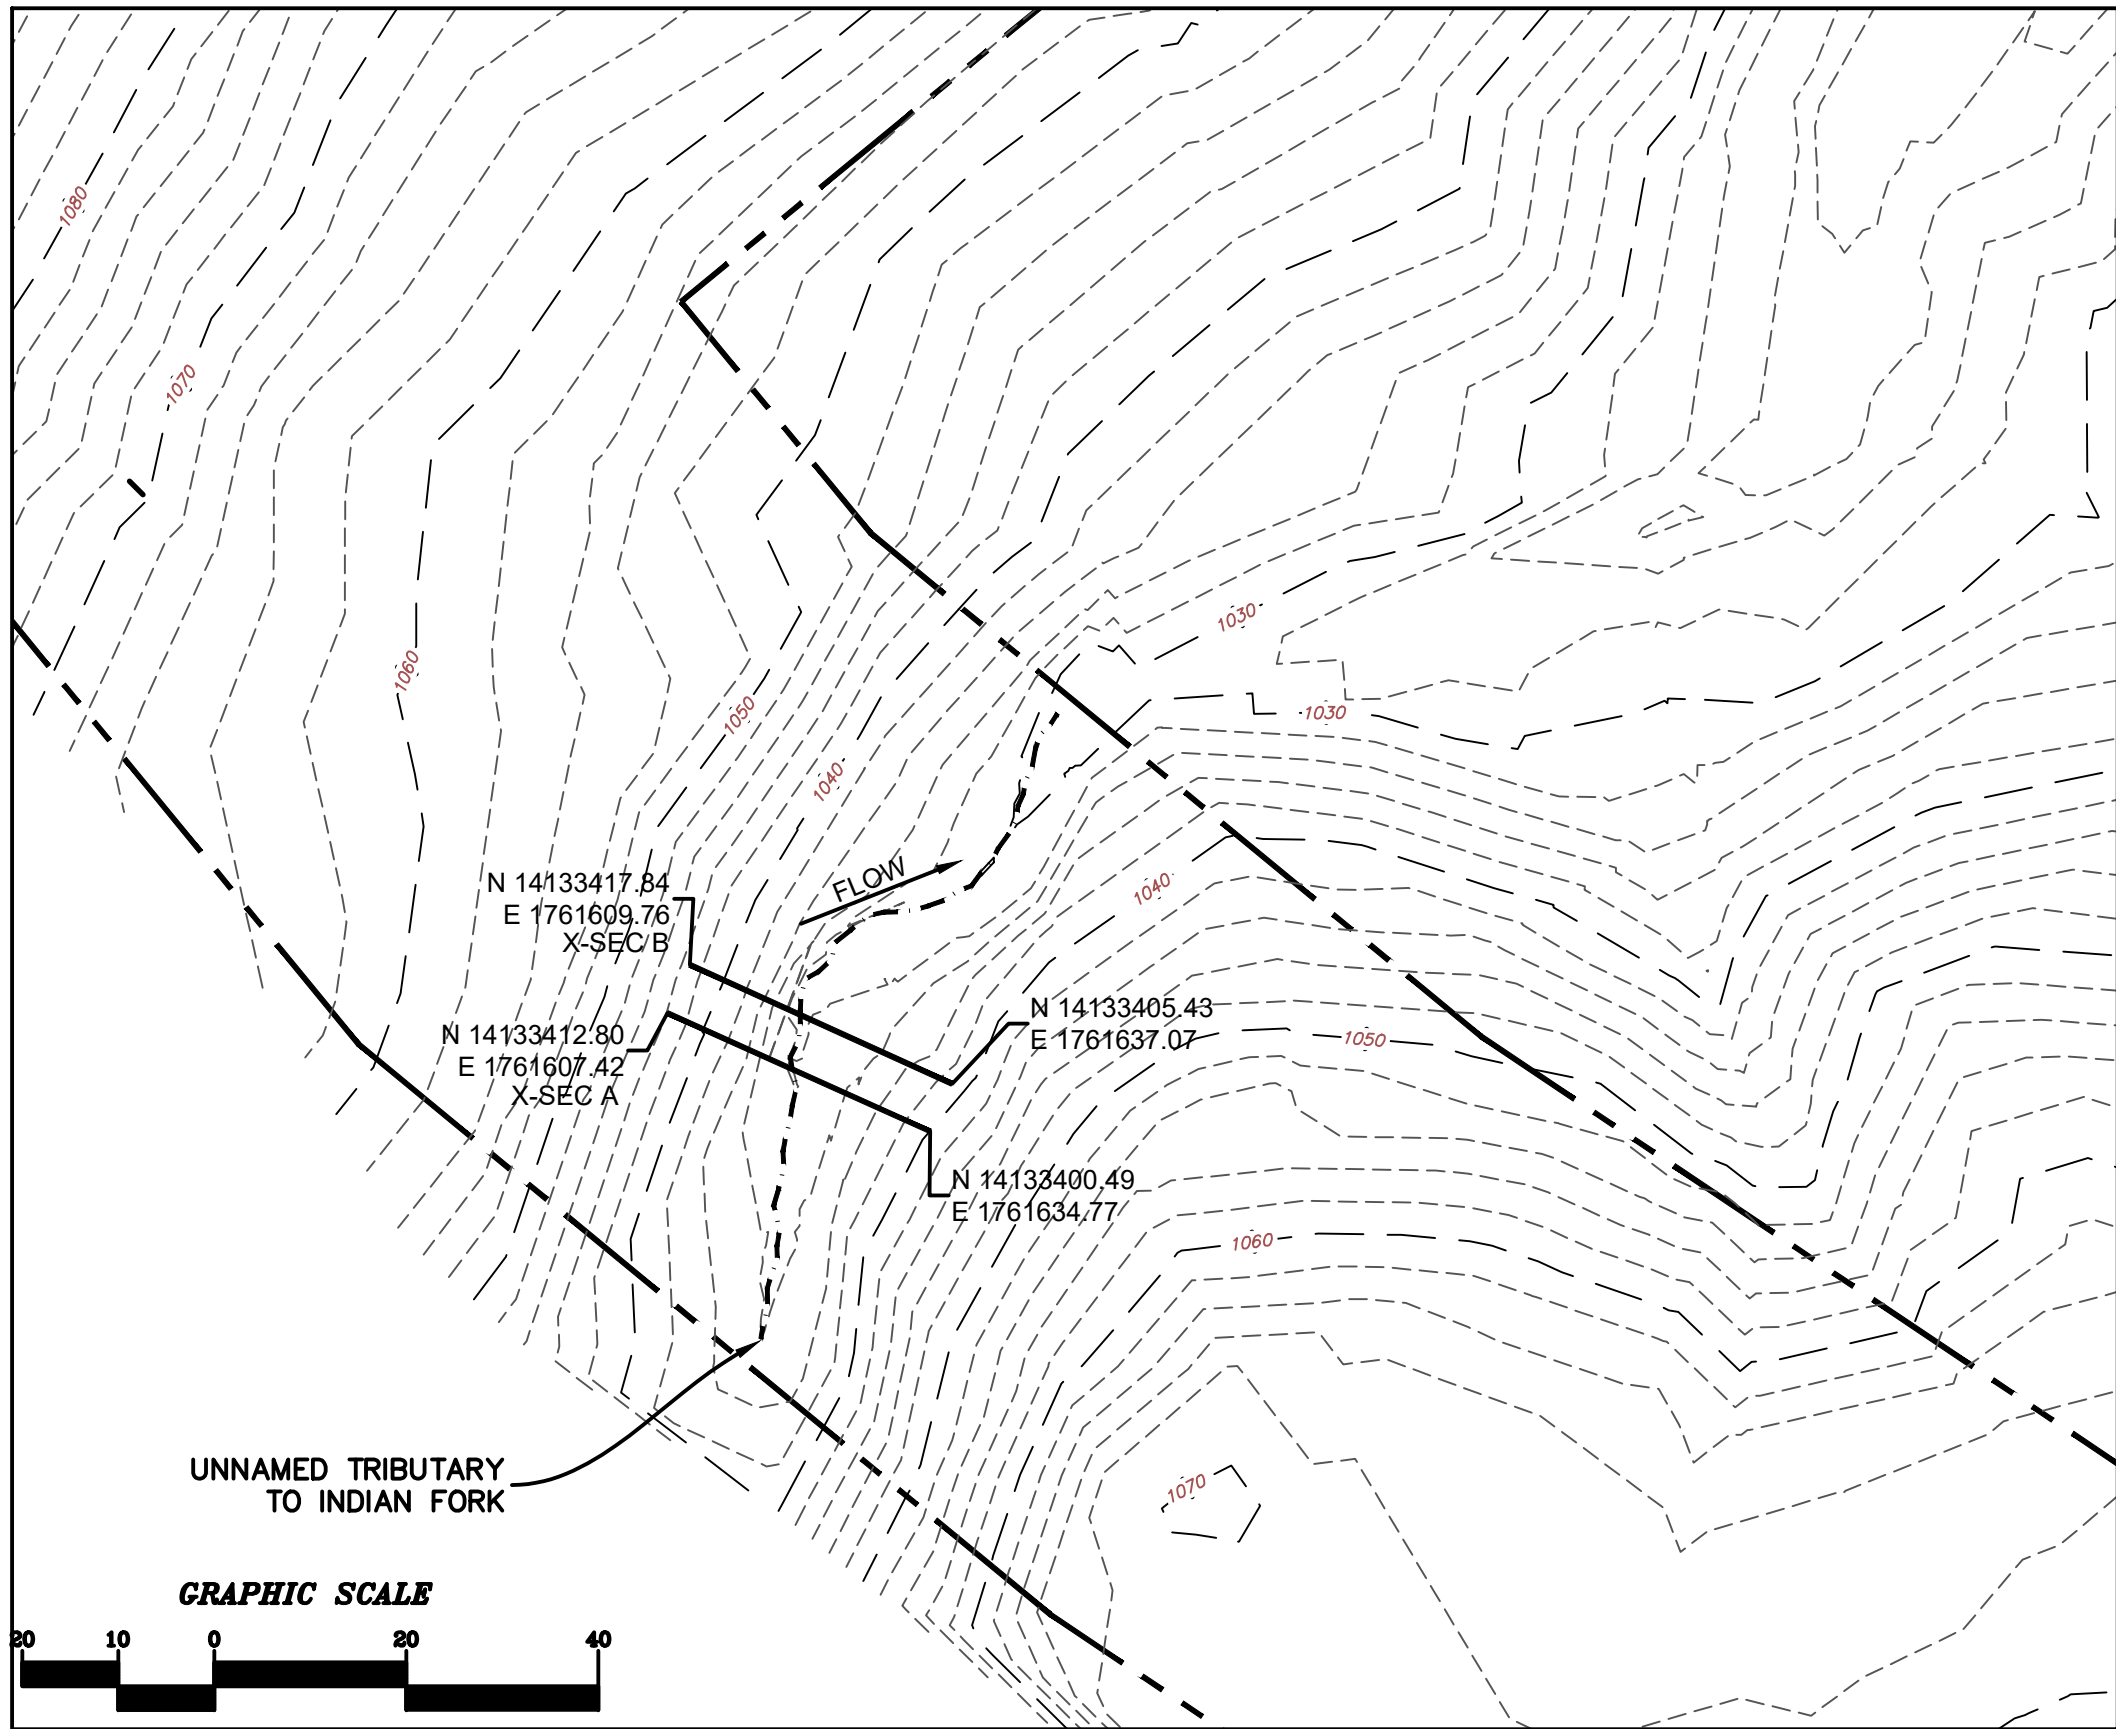 1080
1070
1060
1050
1040
1030
1030
FLOW
N 14133417.84
E 1761609.76
X-SEC B
1040
N 14133412.80
E 1761607.42
X-SEC A
N 14133405.43
E 1761637.07
1050
N 14133400.49
E 1761634.77
1060
UNNAMED TRIBUTARY
TO INDIAN FORK
1070
GRAPHIC SCALE
20 10 0 20 40